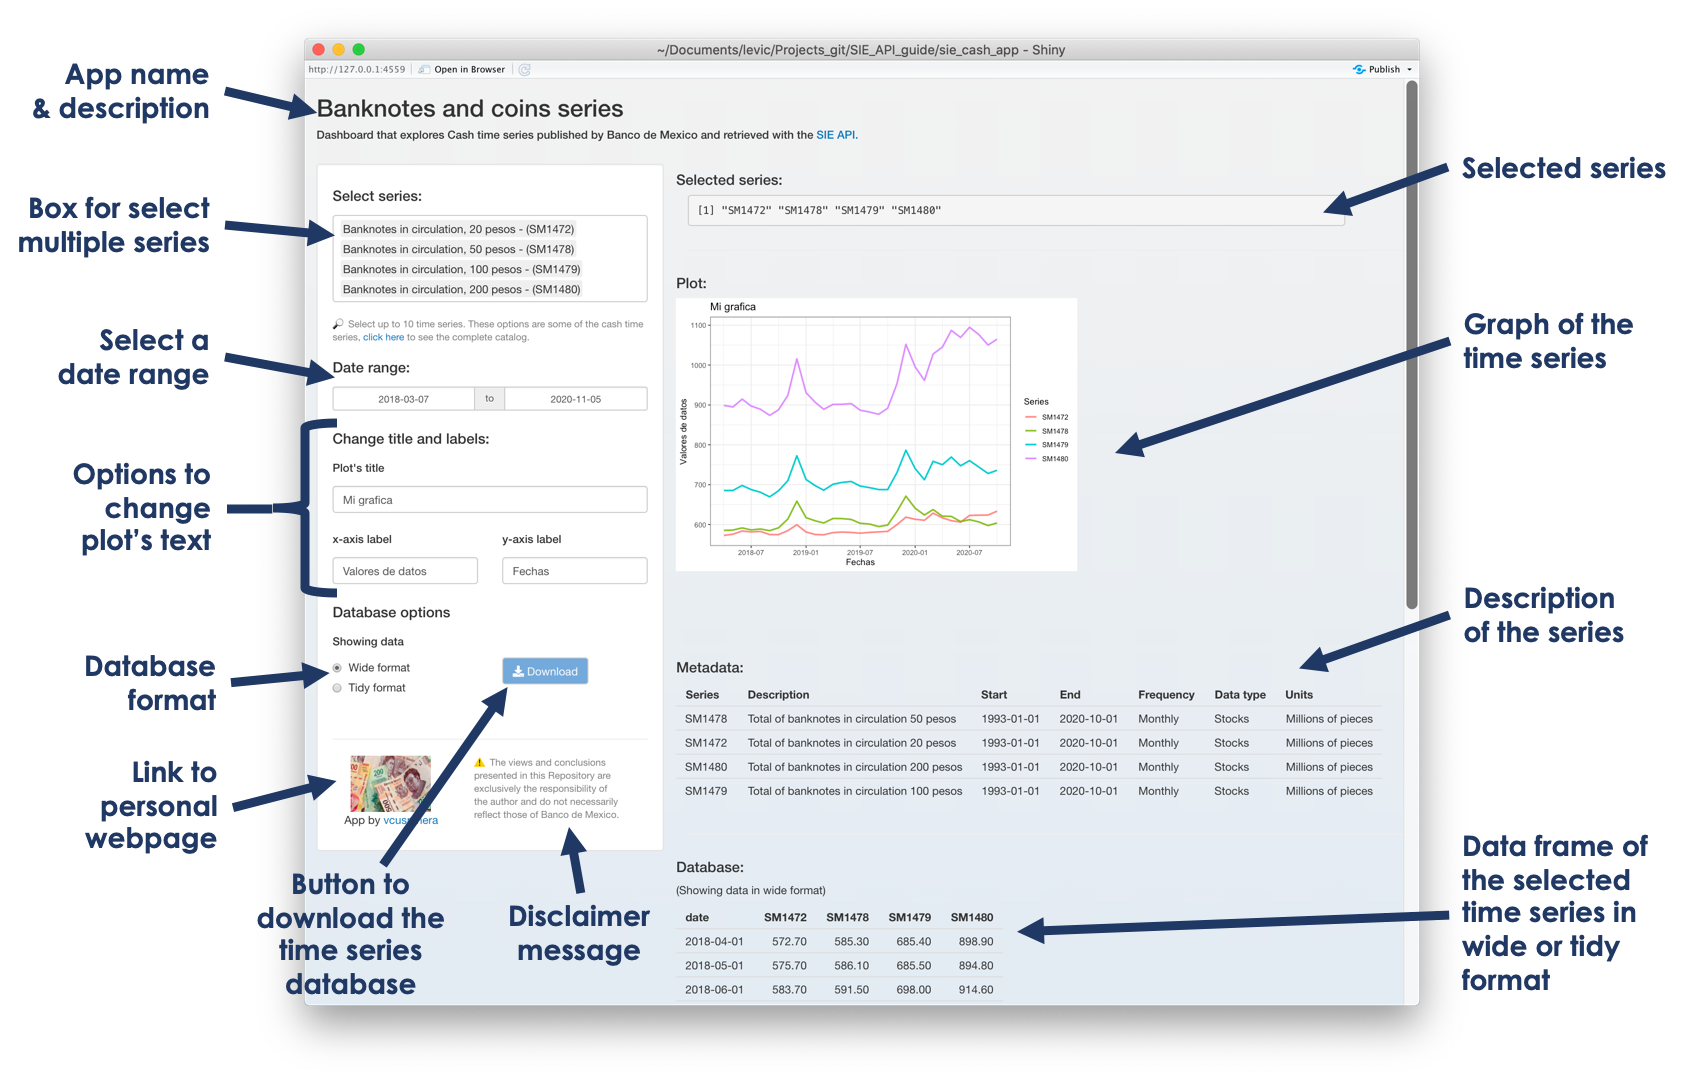 ~/Documents/levic/Projects_git/SIE_API_guide/sie_cash_app - Shiny
http://127.0.0.1:4559
Open in Browser
Publish
App name
& description
Banknotes and coins series
Dashboard that explores Cash time series published by Banco de Mexico and retrieved with the SIE API.
Box for select
multiple series
Select series:
Banknotes in circulation, 20 pesos - (SM1472)
Banknotes in circulation, 50 pesos - (SM1478)
Banknotes in circulation, 100 pesos - (SM1479)
Banknotes in circulation, 200 pesos - (SM1480)
Select up to 10 time series. These options are some of the cash time
series, click here to see the complete catalog.
Select a
date range
Date range:
2018-03-07 to 2020-11-05
Options to
change
plot's text
Change title and labels:
Plot's title
Mi grafica
x-axis label y-axis label
Valores de datos Fechas
Database options
Showing data
Database
format
Wide format
Tidy format
Download
Link to
personal
webpage
App by
The views and conclusions
presented in this Repository are
exclusively the responsibility of
the author and do not necessarily
reflect those of Banco de Mexico.
Button to
download the
time series
database
Disclaimer
message
Selected series
Selected series:
[1] "SM1472" "SM1478" "SM1479" "SM1480"
Graph of the
time series
Plot:
Mi grafica
1100
1000
900
800
700
600
Valores de datos
2018-07 2019-01 2019-07 2020-01 2020-07
Fechas
Series
SM1472
SM1478
SM1479
SM1480
Description
of the series
Metadata:
Series Description Start End Frequency Data type Units
SM1478 Total of banknotes in circulation 50 pesos 1993-01-01 2020-10-01 Monthly Stocks Millions of pieces
SM1472 Total of banknotes in circulation 20 pesos 1993-01-01 2020-10-01 Monthly Stocks Millions of pieces
SM1480 Total of banknotes in circulation 200 pesos 1993-01-01 2020-10-01 Monthly Stocks Millions of pieces
SM1479 Total of banknotes in circulation 100 pesos 1993-01-01 2020-10-01 Monthly Stocks Millions of pieces
Data frame of
the selected
time series in
wide or tidy
format
Database:
(Showing data in wide format)
date SM1472 SM1478 SM1479 SM1480
2018-04-01 572.70 585.30 685.40 898.90
2018-05-01 575.70 586.10 685.50 894.80
2018-06-01 583.70 591.50 698.00 914.60